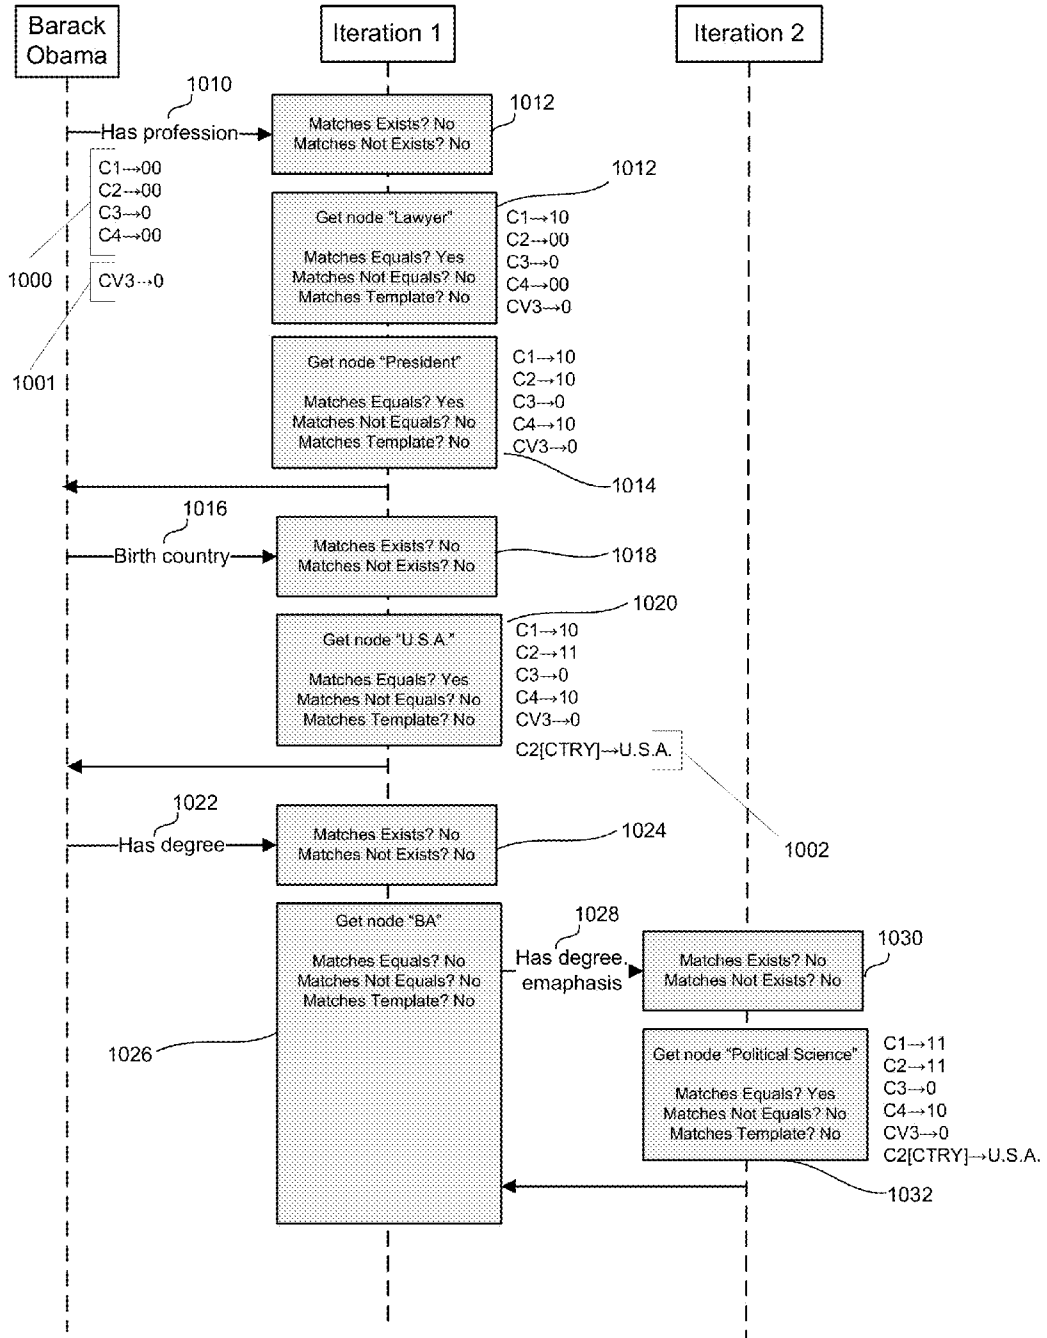 Barack
Obama
Iteration 1
Iteration 2
1010
Has profession
Matches Exists? No
Matches Not Exists? No
1012
C1→00
C2→00
C3→0
C4→00
1000
CV3→0
1001
1012
Get node “Lawyer”
Matches Equals? Yes
Matches Not Equals? No
Matches Template? No
C1→10
C2→00
C3→0
C4→00
CV3→0
Get node “President”
Matches Equals? Yes
Matches Not Equals? No
Matches Template? No
C1→10
C2→10
C3→0
C4→10
CV3→0
1014
1016
Birth country
Matches Exists? No
Matches Not Exists? No
1018
1020
Get node “U.S.A.”
Matches Equals? Yes
Matches Not Equals? No
Matches Template? No
C1→10
C2→11
C3→0
C4→10
CV3→0
C2[CTRY]→U.S.A.
1002
1022
Has degree
Matches Exists? No
Matches Not Exists? No
1024
Get node “BA”
Matches Equals? No
Matches Not Equals? No
Matches Template? No
1026
1028
Has degree.
emaphasis
Matches Exists? No
Matches Not Exists? No
1030
Get node “Political Science”
Matches Equals? Yes
Matches Not Equals? No
Matches Template? No
C1→11
C2→11
C3→0
C4→10
CV3→0
C2[CTRY]→U.S.A.
1032